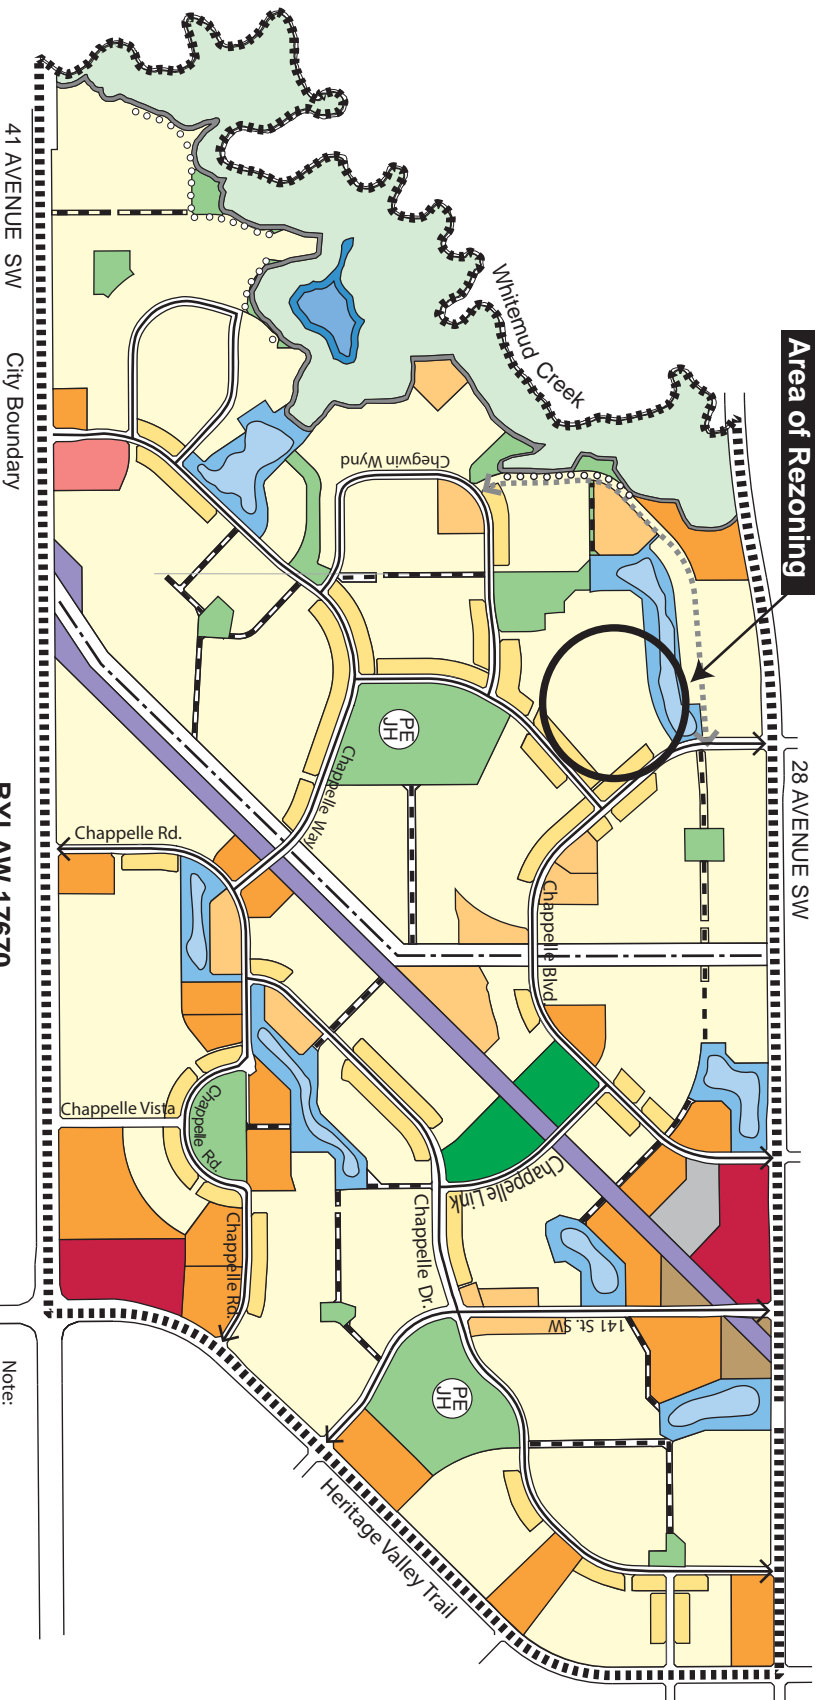 Area of Rezoning
28 AVENUE SW
Whitemud Creek
Chegwin Wynd
PE
JH
Chappelle Way
Chappelle Blvd.
Chappelle Rd.
Chappelle Link
Chappelle Vista
Chappelle Rd.
Chappelle Rd.
Chappelle Dr.
141 St. SW
PE
JH
Heritage Valley Trail
41 AVENUE SW
City Boundary
Note: